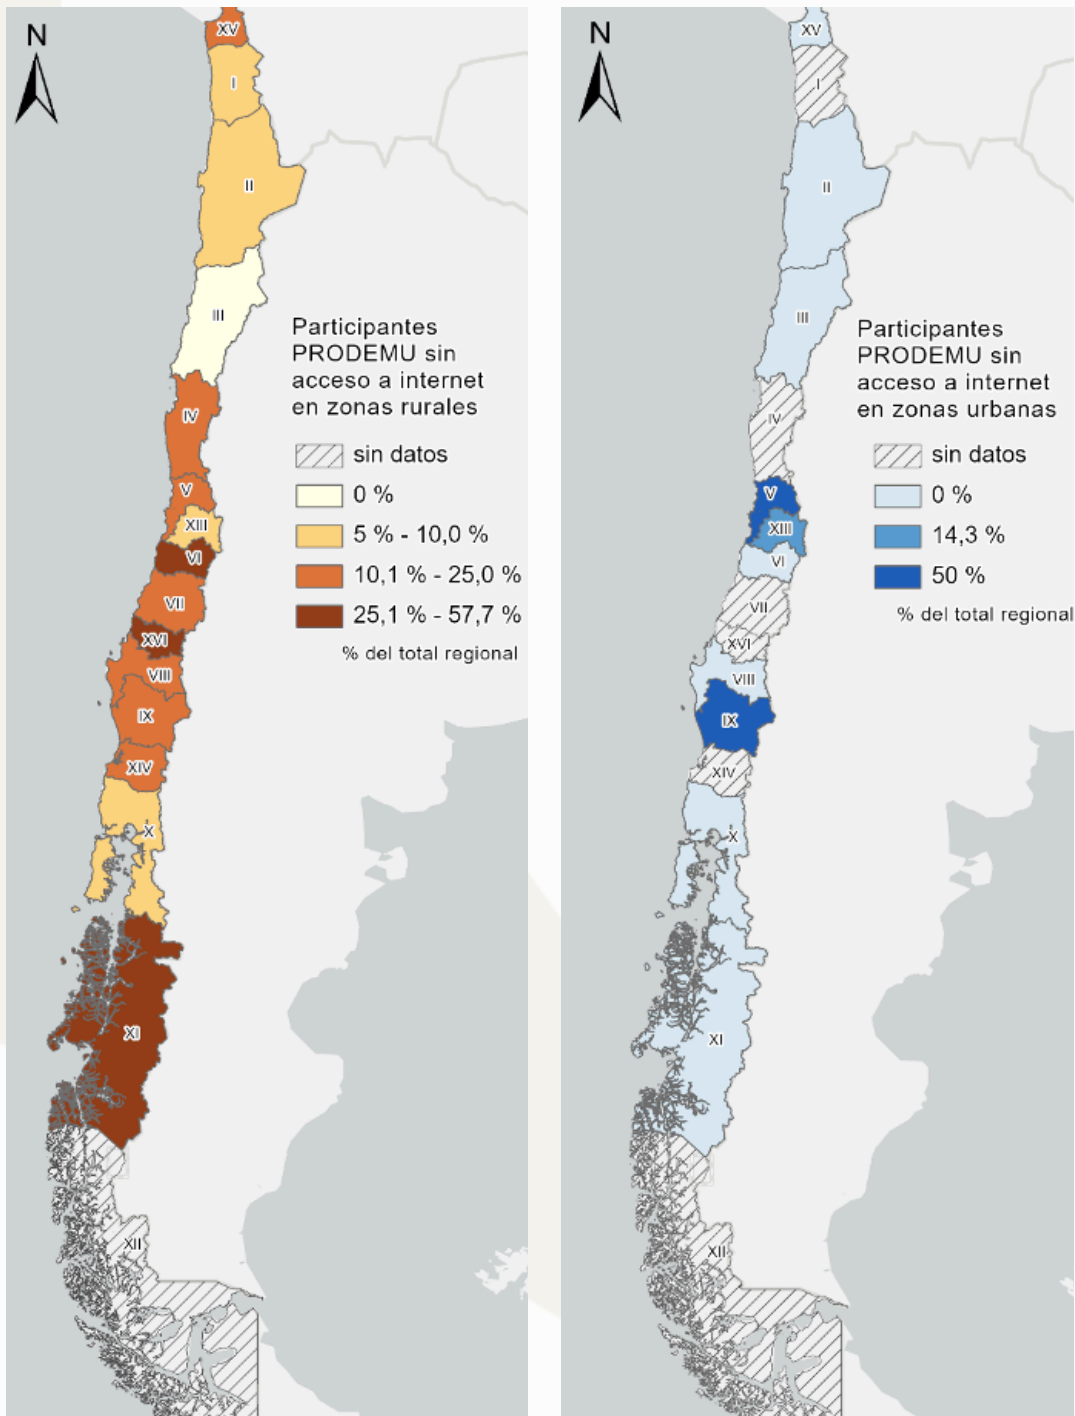 N
XV
I
II
III
IV
V
XIII
VI
VII
XVI
VIII
IX
XIV
X
XI
XII
Participantes
PRODEMU sin
acceso a internet
en zonas rurales
sin datos
0 %
5 % - 10,0 %
10,1 % - 25,0 %
25,1 % - 57,7 %
% del total regional
N
XV
I
II
III
IV
V
XIII
VI
VII
XVI
VIII
IX
XIV
X
XI
XII
Participantes
PRODEMU sin
acceso a internet
en zonas urbanas
sin datos
0 %
14,3 %
50 %
% del total regional